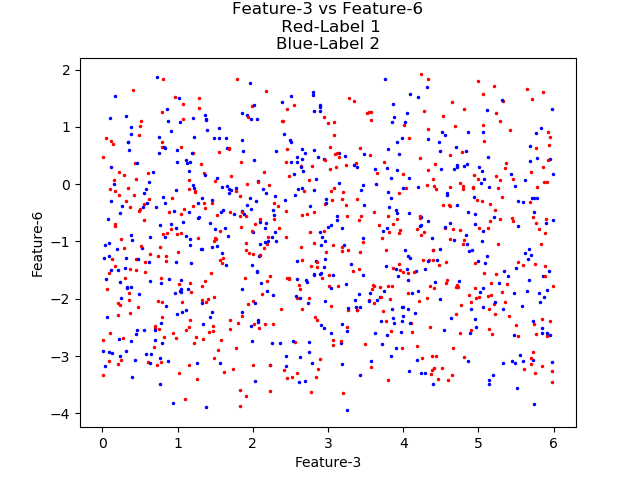 Feature-3 vs Feature-6
Red-Label 1
Blue-Label 2
2
1
0
−1
−2
−3
−4
Feature-6
0 1 2 3 4 5 6
Feature-3